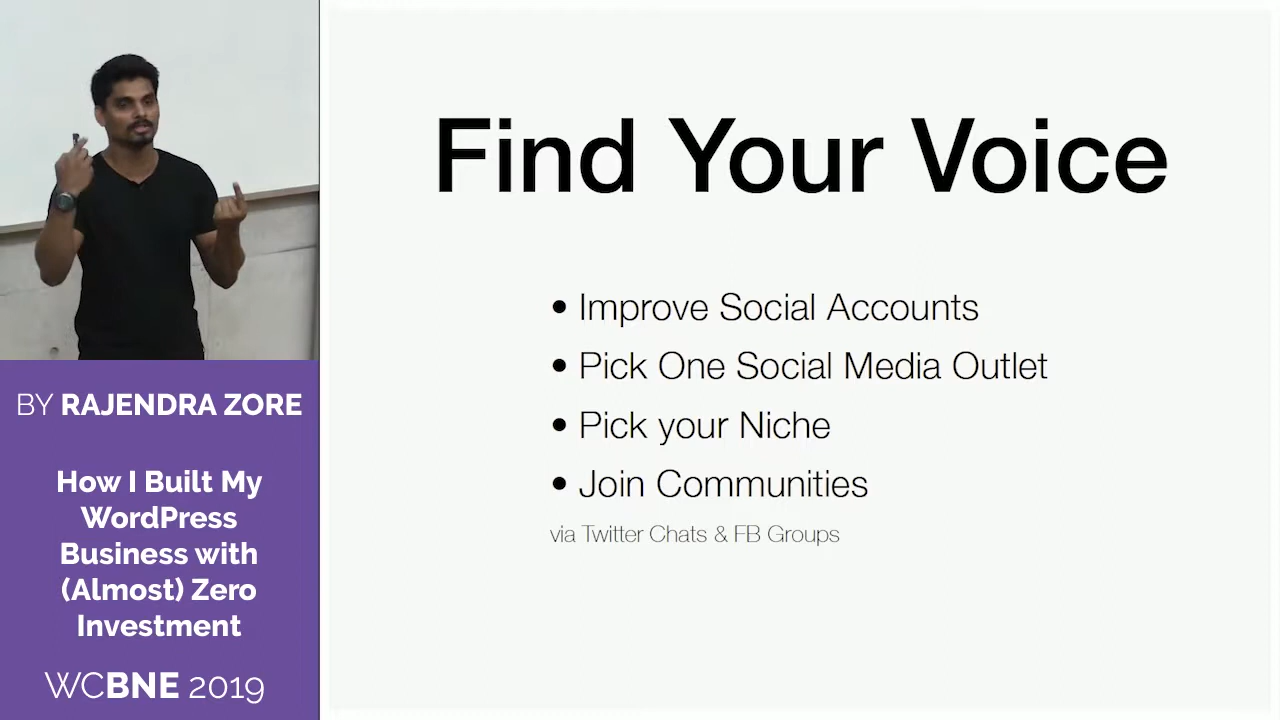 BY RAJENDRA ZORE
How I Built My
WordPress
Business with
(Almost) Zero
Investment
WCBNE 2019
Find Your Voice
• Improve Social Accounts
• Pick One Social Media Outlet
• Pick your Niche
• Join Communities
via Twitter Chats & FB Groups